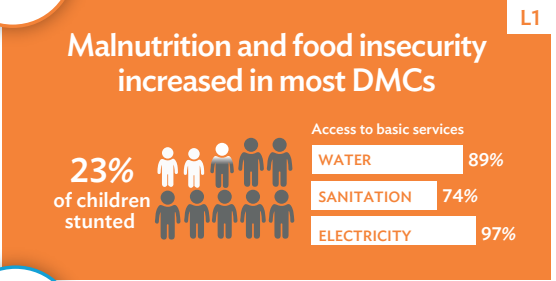 L1
Malnutrition and food insecurity
increased in most DMCs
23%
of children
stunted
Access to basic services
WATER 89%
SANITATION 74%
ELECTRICITY 97%